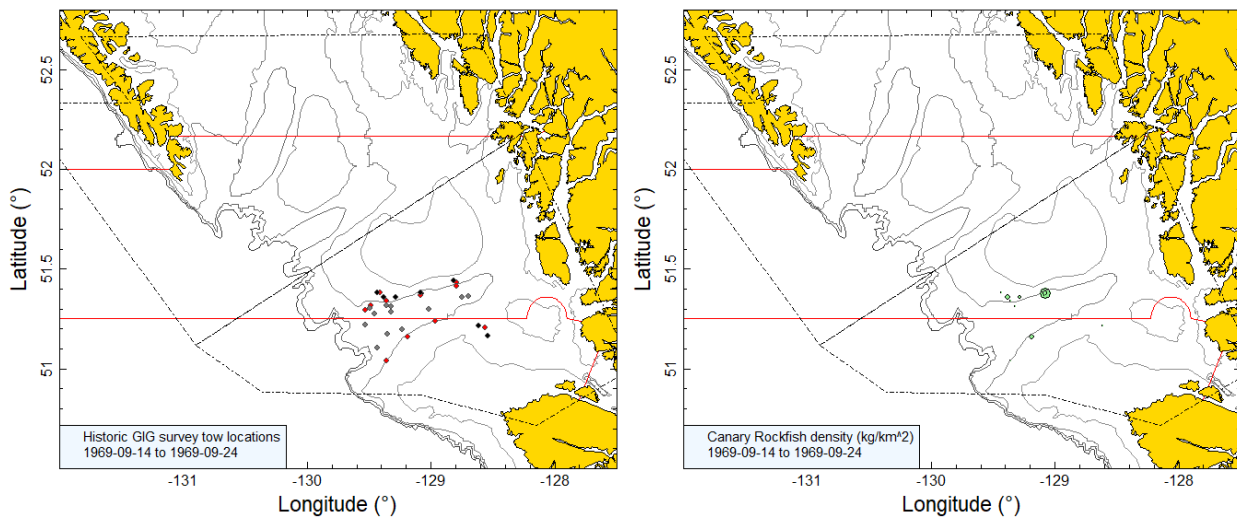 Latitude (°)
52.5
52
51.5
51
-131
-130
-129
-128
Longitude (°)
Historic GIG survey tow locations
1969-09-14 to 1969-09-24
Latitude (°)
52.5
52
51.5
51
-131
-130
-129
-128
Longitude (°)
Canary Rockfish density (kg/km^2)
1969-09-14 to 1969-09-24